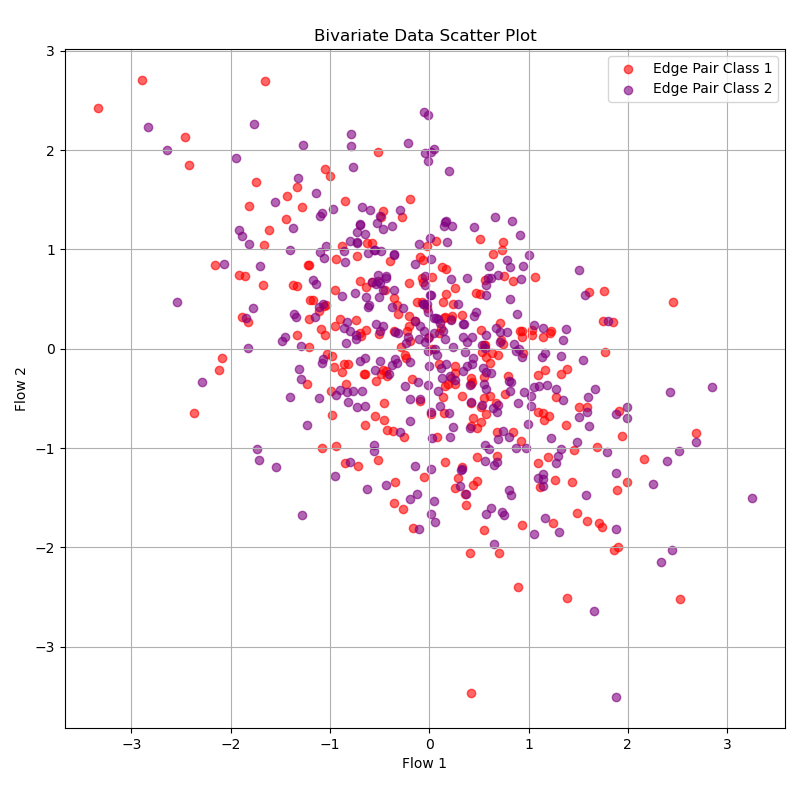 Bivariate Data Scatter Plot
Edge Pair Class 1
Edge Pair Class 2
3
2
1
0
−1
−2
−3
Flow 2
−3 −2 −1 0 1 2 3
Flow 1